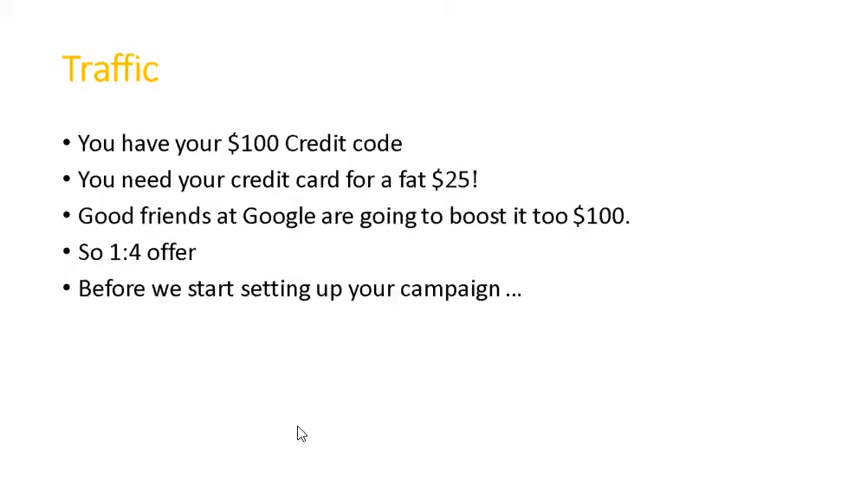 Traffic
• You have your $100 Credit code
• You need your credit card for a fat $25!
• Good friends at Google are going to boost it too $100.
• So 1:4 offer
• Before we start setting up your campaign ...